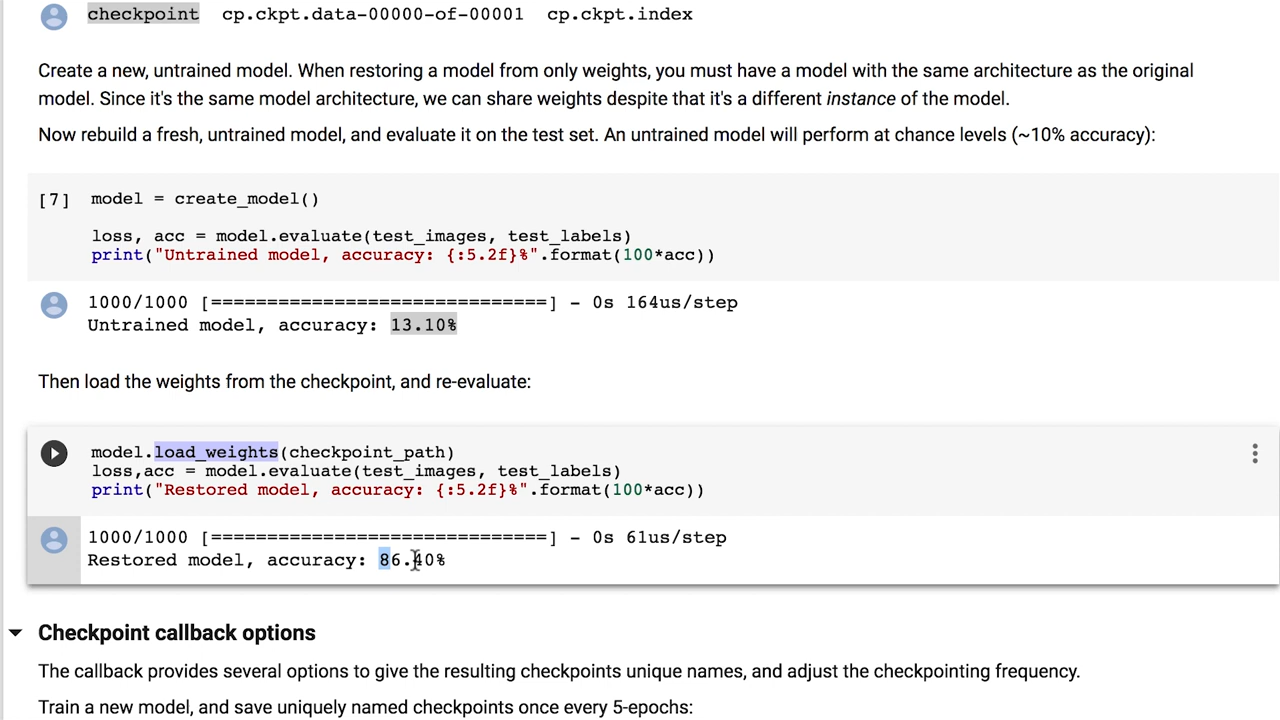 checkpoint cp.ckpt.data-00000-of-00001 cp.ckpt.index
Create a new, untrained model. When restoring a model from only weights, you must have a model with the same architecture as the original
model. Since it's the same model architecture, we can share weights despite that it's a different instance of the model.
Now rebuild a fresh, untrained model, and evaluate it on the test set. An untrained model will perform at chance levels (~10% accuracy):
[7] model = create_model()
loss, acc = model.evaluate(test_images, test_labels)
print("Untrained model, accuracy: {:5.2f}%".format(100*acc))
1000/1000 [==============================] - 0s 164us/step
Untrained model, accuracy: 13.10%
Then load the weights from the checkpoint, and re-evaluate:
model.load_weights(checkpoint_path)
loss,acc = model.evaluate(test_images, test_labels)
print("Restored model, accuracy: {:5.2f}%".format(100*acc))
1000/1000 [==============================] - 0s 61us/step
Restored model, accuracy: 86.40%
Checkpoint callback options
The callback provides several options to give the resulting checkpoints unique names, and adjust the checkpointing frequency.
Train a new model, and save uniquely named checkpoints once every 5-epochs: